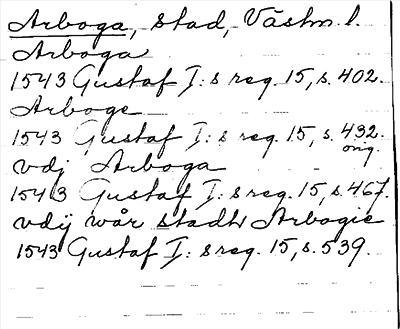 Arboga, stad, Västm. l.
Arboga
1543 Gustaf I: s reg. 15, s. 402.
Arboge
1543 Gustaf I: s reg. 15, s. 432.
orig.
vdj Arboga
1543 Gustaf I: s reg. 15, s. 467.
vdij wår stadh Arbogie
1543 Gustaf I: s reg. 15, s. 539.